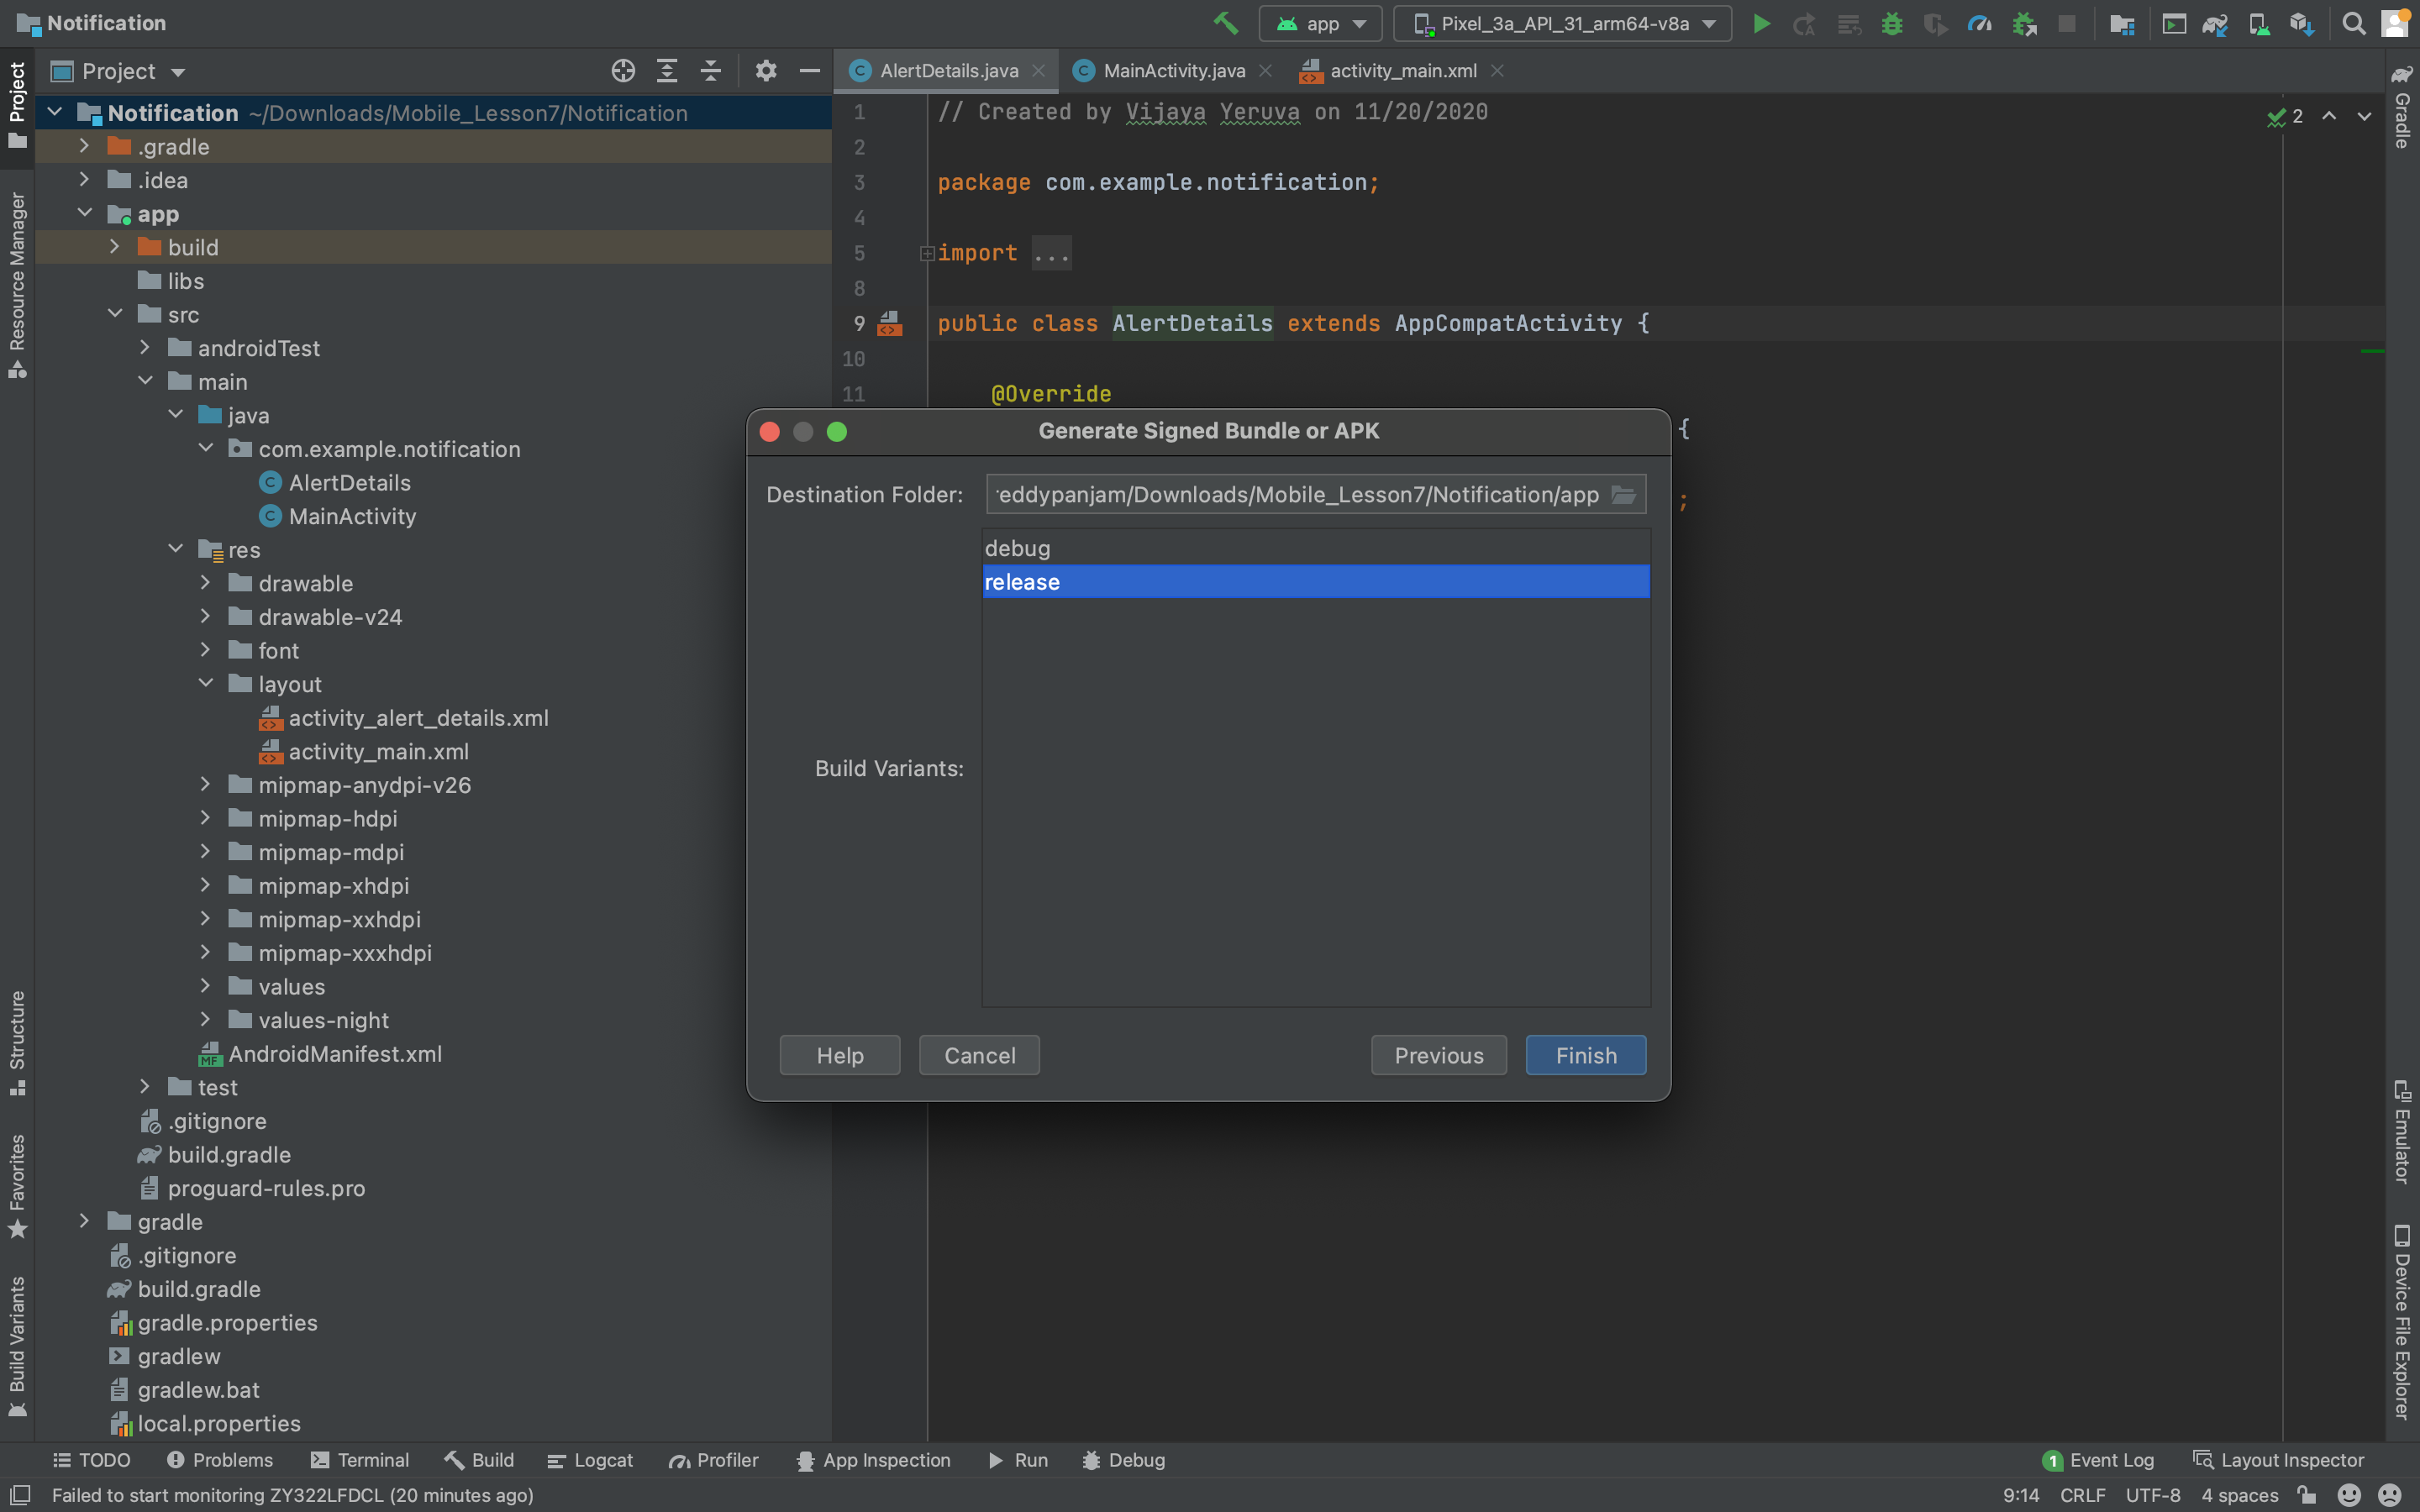 Notification
app
Pixel_3a_API_31_arm64-v8a
Project
AlertDetails.java
MainActivity.java
activity_main.xml
Project
Resource Manager
Structure
Favorites
Build Variants
Notification ~/Downloads/Mobile_Lesson7/Notification
.gradle
.idea
app
build
libs
src
androidTest
main
java
com.example.notification
AlertDetails
MainActivity
res
drawable
drawable-v24
font
layout
activity_alert_details.xml
activity_main.xml
mipmap-anydpi-v26
mipmap-hdpi
mipmap-mdpi
mipmap-xhdpi
mipmap-xxhdpi
mipmap-xxxhdpi
values
values-night
AndroidManifest.xml
test
.gitignore
build.gradle
proguard-rules.pro
gradle
.gitignore
build.gradle
gradle.properties
gradlew
gradlew.bat
local.properties
1 // Created by Vijaya Yeruva on 11/20/2020
2
3 package com.example.notification;
4
5 import ...
8
9 public class AlertDetails extends AppCompatActivity {
10
11 @Override
{
;
2
Generate Signed Bundle or APK
Destination Folder: eddypanjam/Downloads/Mobile_Lesson7/Notification/app
debug
release
Build Variants:
Help
Cancel
Previous
Finish
Gradle
Emulator
Device File Explorer
TODO
Problems
Terminal
Build
Logcat
Profiler
App Inspection
Run
Debug
1 Event Log
Layout Inspector
Failed to start monitoring ZY322LFDCL (20 minutes ago)
9:14 CRLF UTF-8 4 spaces